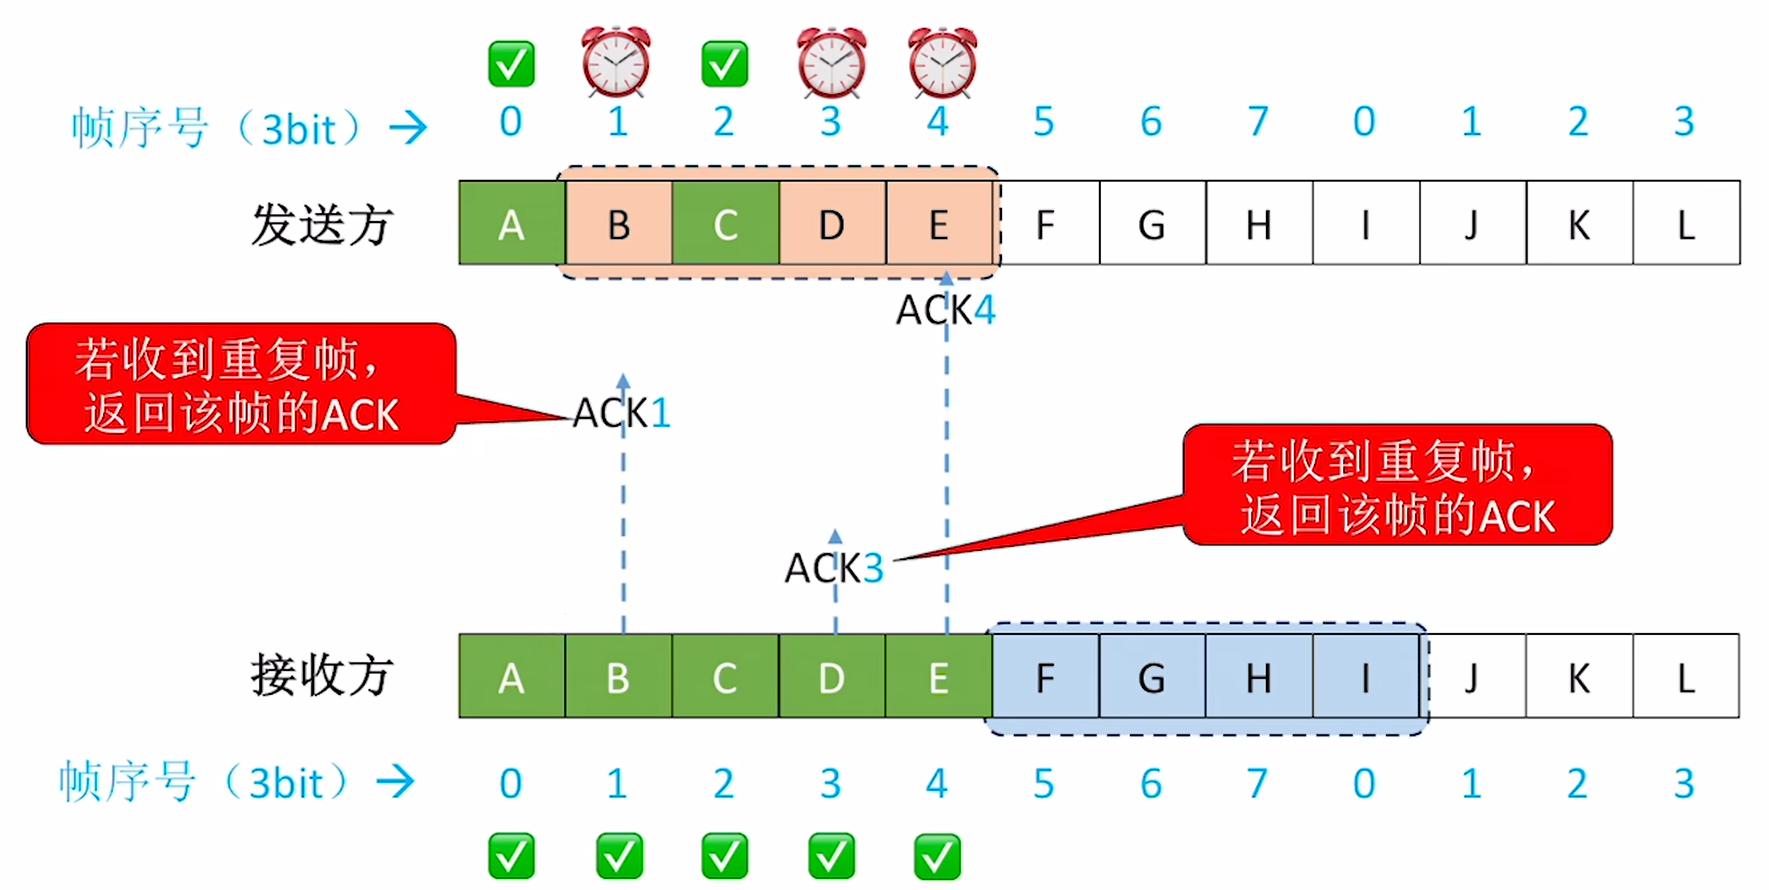 帧序号（3bit）→ 0 1 2 3 4 5 6 7 0 1 2 3
发送方 A B C D E F G H I J K L
ACK4
若收到重复帧，
返回该帧的ACK
ACK1
若收到重复帧，
返回该帧的ACK
ACK3
接收方 A B C D E F G H I J K L
帧序号（3bit）→ 0 1 2 3 4 5 6 7 0 1 2 3